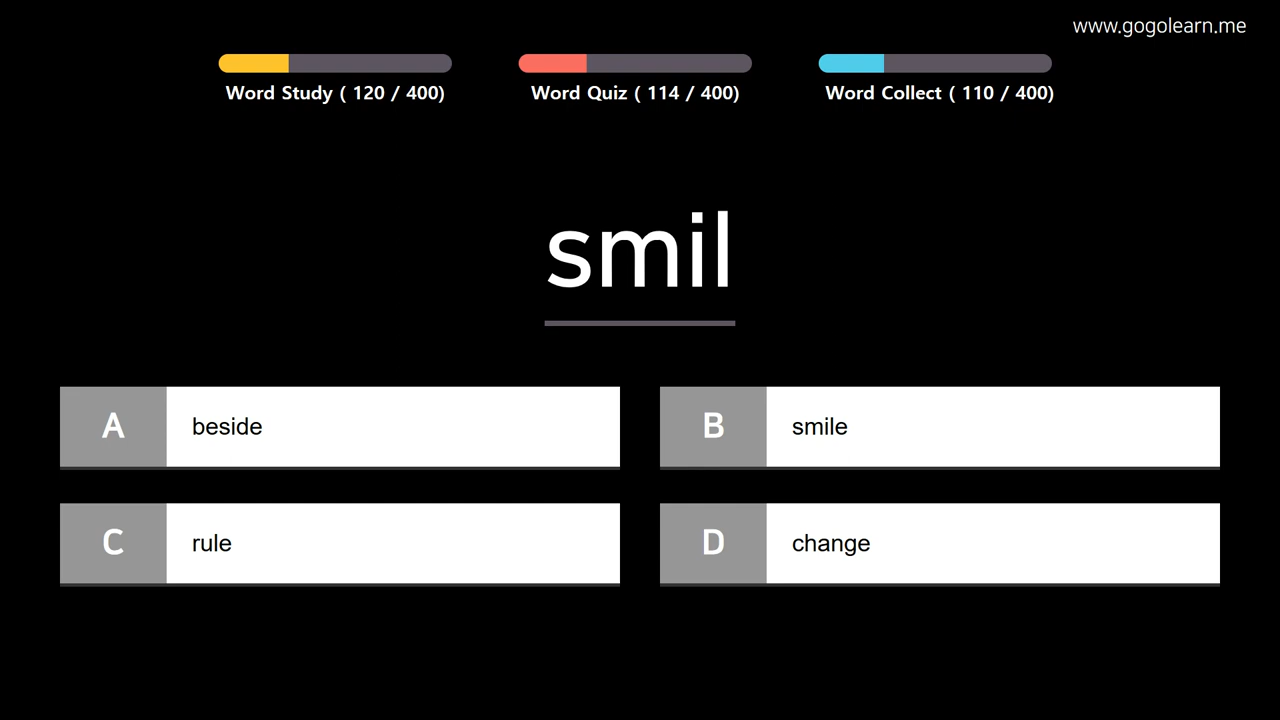 www.gogolearn.me
Word Study ( 120 / 400)
Word Quiz ( 114 / 400)
Word Collect ( 110 / 400)
smil
A beside
B smile
C rule
D change